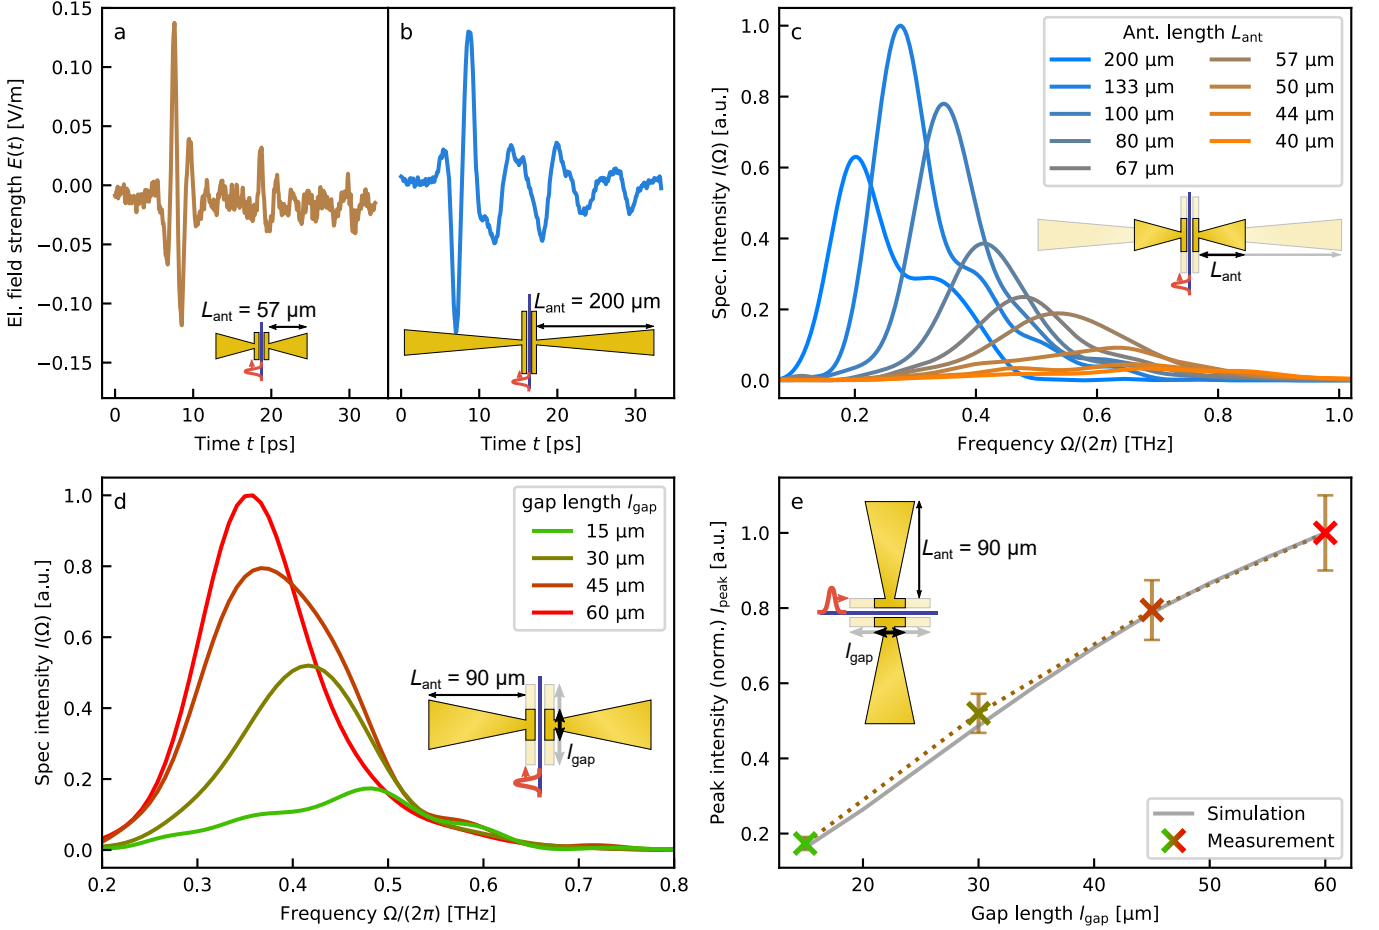 a
El. field strength E(t) [V/m]
0.15
0.10
0.05
0.00
−0.05
−0.10
−0.15
L_ant = 57 μm
0
10
20
30
Time t [ps]
b
L_ant = 200 μm
0
10
20
30
Time t [ps]
c
Spec. Intensity I(Ω) [a.u.]
1.0
0.8
0.6
0.4
0.2
0.0
Ant. length L_ant
200 μm
133 μm
100 μm
80 μm
67 μm
57 μm
50 μm
44 μm
40 μm
L_ant
0.2
0.4
0.6
0.8
1.0
Frequency Ω/(2π) [THz]
d
Spec intensity I(Ω) [a.u.]
1.0
0.8
0.6
0.4
0.2
0.0
gap length l_gap
15 μm
30 μm
45 μm
60 μm
L_ant = 90 μm
l_gap
0.2
0.3
0.4
0.5
0.6
0.7
0.8
Frequency Ω/(2π) [THz]
e
Peak intensity (norm.) I_peak [a.u.]
1.0
0.8
0.6
0.4
0.2
L_ant = 90 μm
l_gap
Simulation
Measurement
20
30
40
50
60
Gap length l_gap [μm]